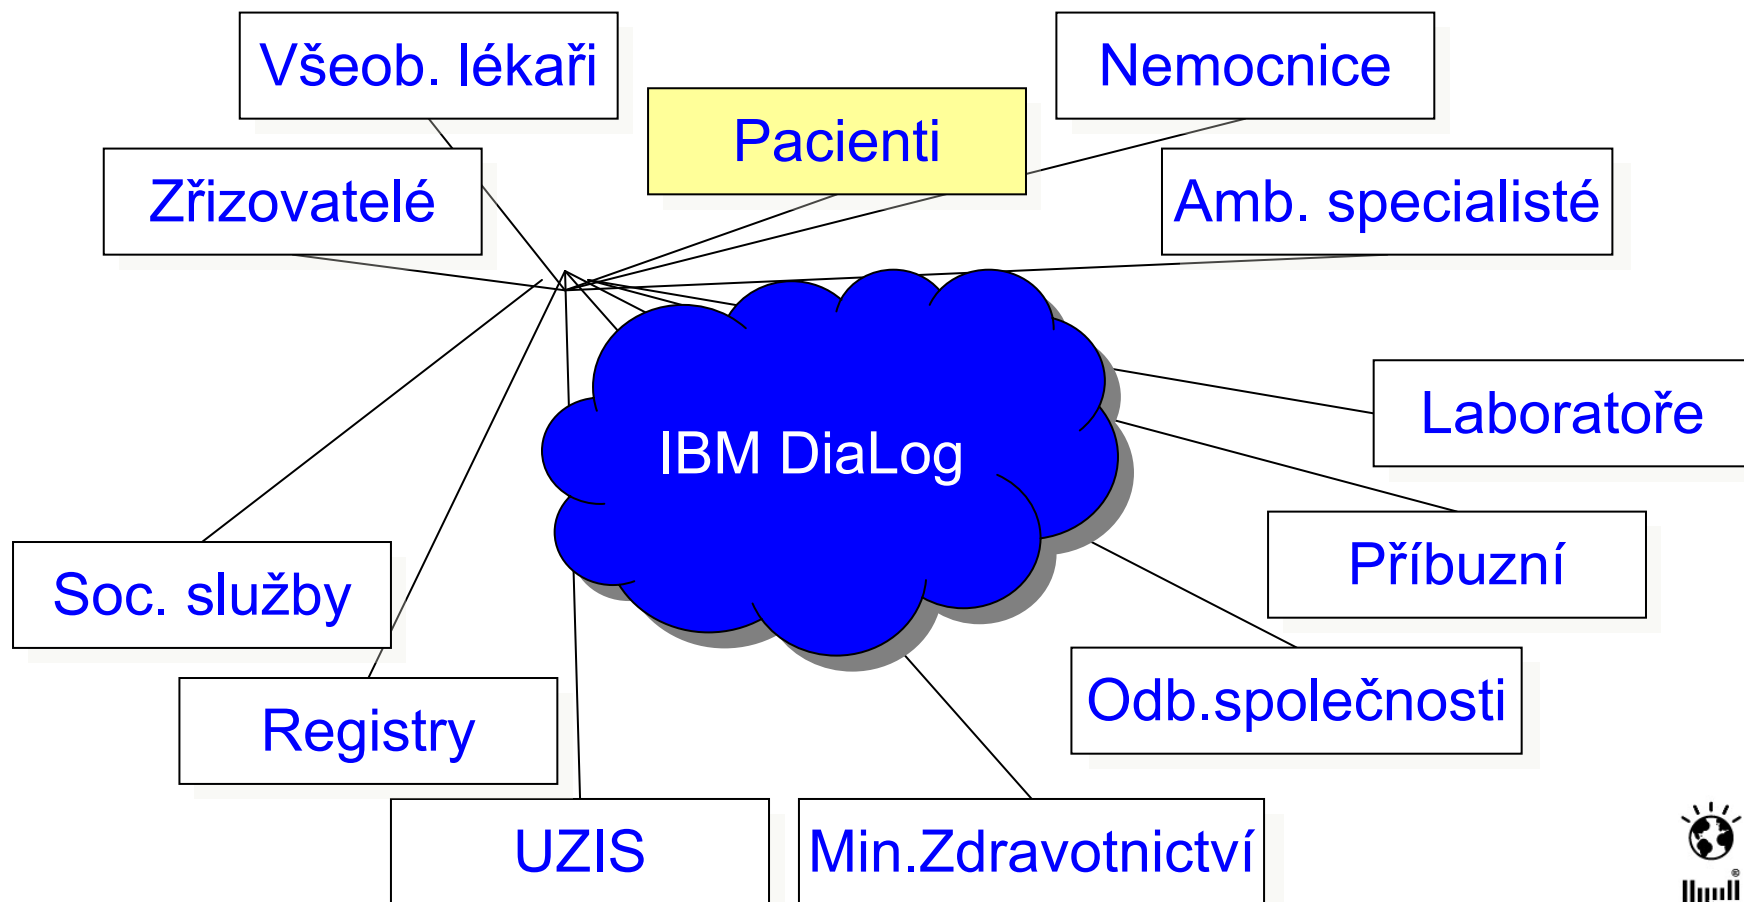 Všeob. lékaři
Nemocnice
Pacienti
Zřizovatelé
Amb. specialisté
Laboratoře
IBM DiaLog
Příbuzní
Soc. služby
Odb.společnosti
Registry
UZIS
Min.Zdravotnictví
®